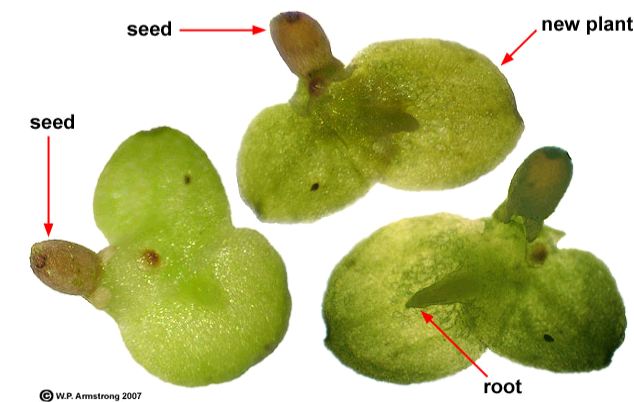 seed
new plant
seed
root
© W.P. Armstrong 2007